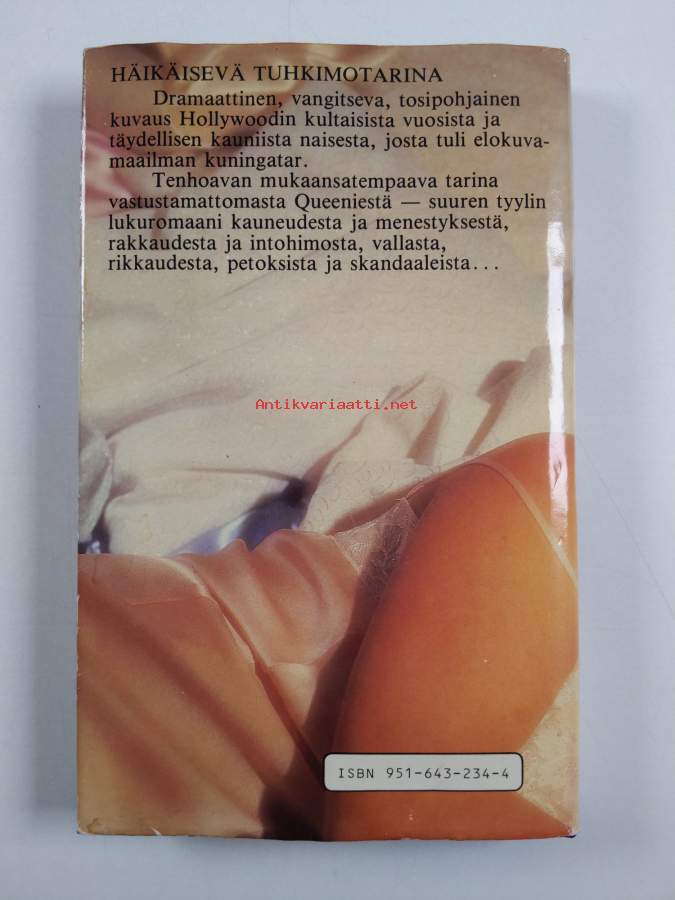 HÄIKÄISEVÄ TUHKIMOTARINA
Dramaattinen, vangitseva, tosipohjainen
kuvaus Hollywoodin kultaisista vuosista ja
täydellisen kauniista naisesta, josta tuli elokuva-
maailman kuningatar.
Tenhoavan mukaansatempaava tarina
vastustamattomasta Queeniestä — suuren tyylin
lukuromaani kauneudesta ja menestyksestä,
rakkaudesta ja intohimosta, vallasta,
rikkaudesta, petoksista ja skandaaleista...
Antikvariaatti.net
ISBN 951-643-234-4